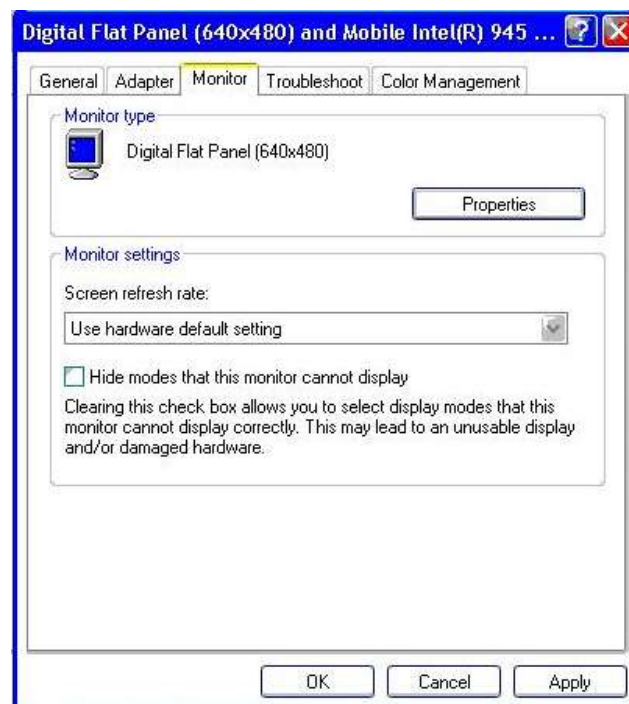 Digital Flat Panel (640x480) and Mobile Intel(R) 945 ...
General Adapter Monitor Troubleshoot Color Management
Monitor type
Digital Flat Panel (640x480)
Properties
Monitor settings
Screen refresh rate:
Use hardware default setting
Hide modes that this monitor cannot display
Clearing this check box allows you to select display modes that this
monitor cannot display correctly. This may lead to an unusable display
and/or damaged hardware.
OK Cancel Apply